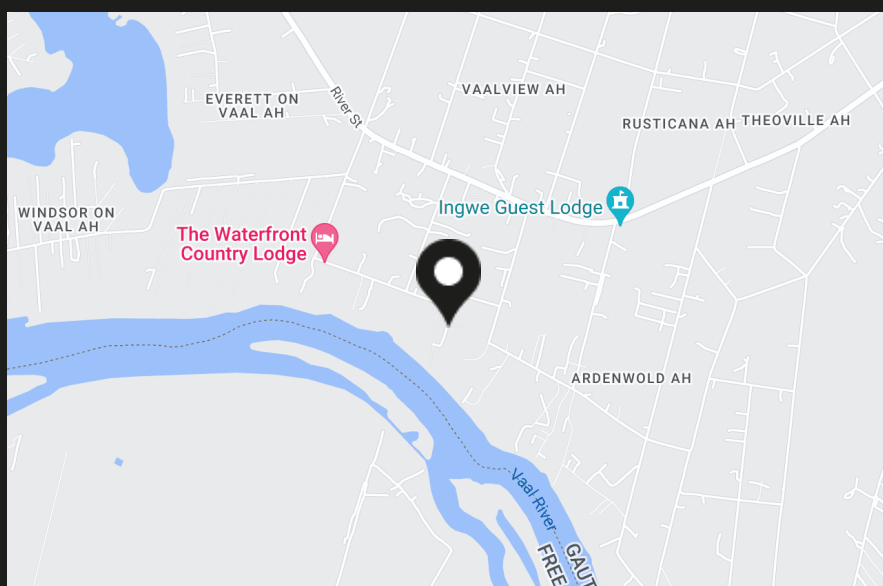 River St
VAALVIEW AH
EVERETT ON
VAAL AH
RUSTICANA AH
THEOVILLE AH
WINDSOR ON
VAAL AH
Ingwe Guest Lodge
The Waterfront
Country Lodge
ARDENWOLD AH
Vaal River
FREE
GAUT